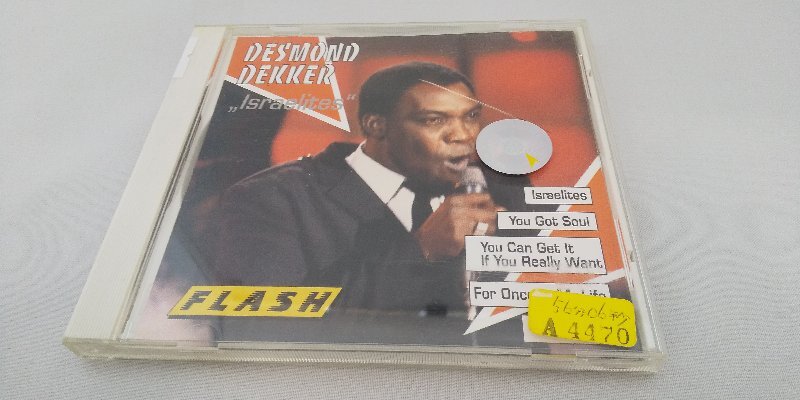 DESMOND
DEKKER
„Israelites“
Israelites
You Got Soul
You Can Get It
If You Really Want
For Once Life
FLASH
A 4470